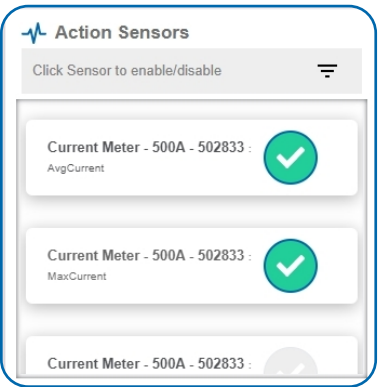 Action Sensors
Click Sensor to enable/disable
Current Meter - 500A - 502833 :
AvgCurrent
Current Meter - 500A - 502833 :
MaxCurrent
Current Meter - 500A - 502833 :